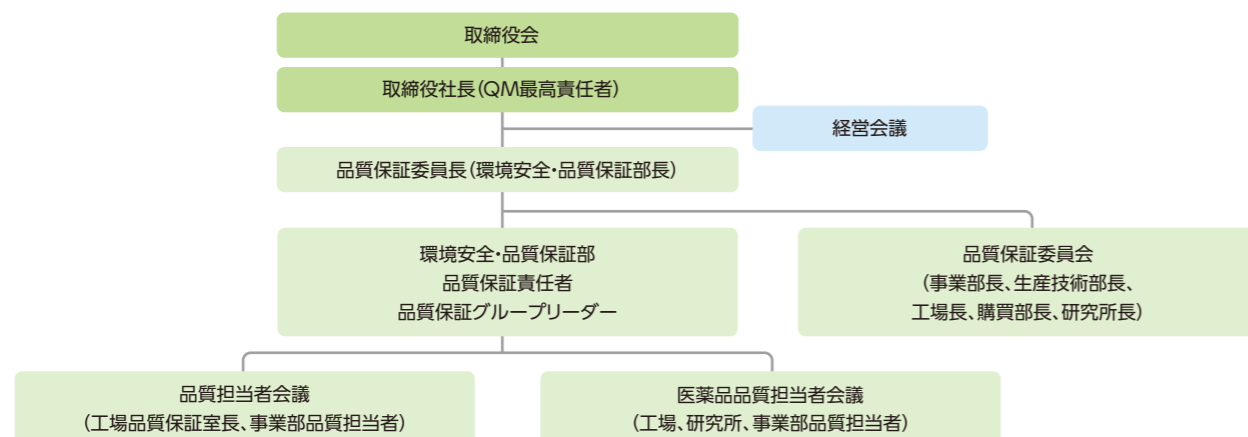 取締役会
取締役社長(QM最高責任者)
経営会議
品質保証委員長(環境安全・品質保証部長)
環境安全・品質保証部
品質保証責任者
品質保証グループリーダー
品質保証委員会
(事業部長、生産技術部長、
工場長、購買部長、研究所長)
品質担当者会議
(工場品質保証室長、事業部品質担当者)
医薬品品質担当者会議
(工場、研究所、事業部品質担当者)